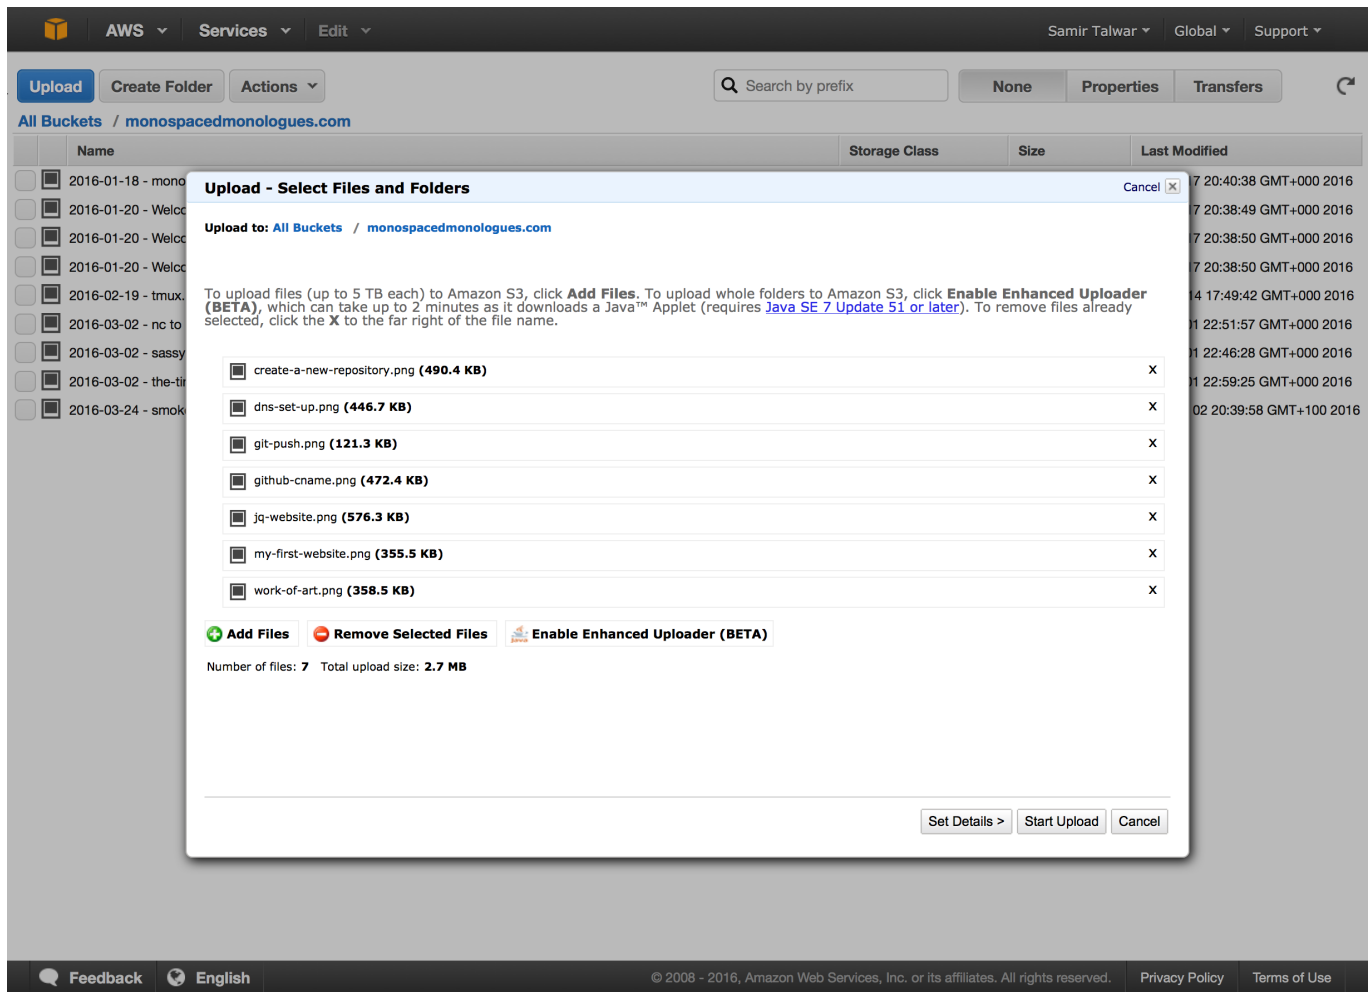 AWS Services Edit Samir Talwar Global Support
Upload Create Folder Actions Search by prefix None Properties Transfers
All Buckets / monospacedmonologues.com
Name Storage Class Size Last Modified
2016-01-18 - mono 17 20:40:38 GMT+000 2016
2016-01-20 - Welco 17 20:38:49 GMT+000 2016
2016-01-20 - Welco 17 20:38:50 GMT+000 2016
2016-01-20 - Welco 17 20:38:50 GMT+000 2016
2016-02-19 - tmux. 14 17:49:42 GMT+000 2016
2016-03-02 - nc to 01 22:51:57 GMT+000 2016
2016-03-02 - sassy 01 22:46:28 GMT+000 2016
2016-03-02 - the-tir 01 22:59:25 GMT+000 2016
2016-03-24 - smok 02 20:39:58 GMT+100 2016
Upload - Select Files and Folders Cancel
Upload to: All Buckets / monospacedmonologues.com
To upload files (up to 5 TB each) to Amazon S3, click Add Files. To upload whole folders to Amazon S3, click Enable Enhanced Uploader
(BETA), which can take up to 2 minutes as it downloads a Java™ Applet (requires Java SE 7 Update 51 or later). To remove files already
selected, click the X to the far right of the file name.
create-a-new-repository.png (490.4 KB) X
dns-set-up.png (446.7 KB) X
git-push.png (121.3 KB) X
github-cname.png (472.4 KB) X
jq-website.png (576.3 KB) X
my-first-website.png (355.5 KB) X
work-of-art.png (358.5 KB) X
Add Files Remove Selected Files Enable Enhanced Uploader (BETA)
Number of files: 7 Total upload size: 2.7 MB
Set Details > Start Upload Cancel
Feedback English © 2008 - 2016, Amazon Web Services, Inc. or its affiliates. All rights reserved. Privacy Policy Terms of Use